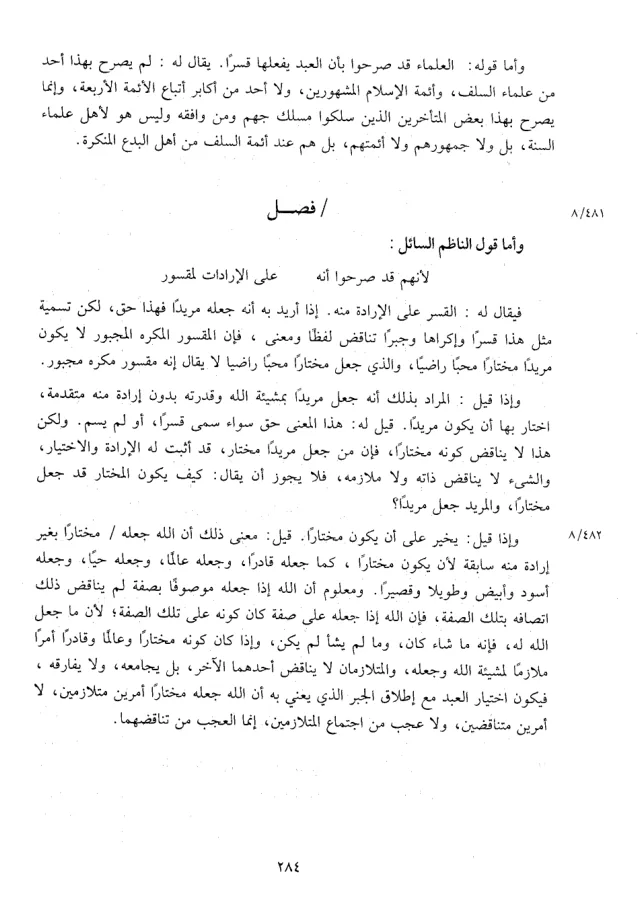 وأما قوله: العلماء قد صرحوا بأن العبد يفعلها قسرًا. يقال له : لم يصرح بهذا أحد
من علماء السلف، وأئمة الإسلام المشهورين، ولا أحد من أكابر أتباع الأئمة الأربعة، وإنما
يصرح بهذا بعض المتأخرين الذين سلكوا مسلك جهم ومن وافقه وليس هو لأهل علماء
السنة، بل ولا جمهورهم ولا أئمتهم، بل هم عند أئمة السلف من أهل البدع المنكرة.
/ فصــل
٨/٤٨١
وأما قول الناظم السائل :
لأنهم قد صرحوا أنه على الإرادات لمقسور
فيقال له : القسر على الإرادة منه. إذا أريد به أنه جعله مريدًا فهذا حق، لكن تسمية
مثل هذا قسرًا وإكراها وجبرًا تناقض لفظًا ومعنى ، فإن المقسور المكره المجبور لا يكون
مريدًا مختارًا محبًا راضيًا، والذي جعل مختارًا محبًا راضيا لا يقال إنه مقسور مكره مجبور.
وإذا قيل : المراد بذلك أنه جعل مريدًا بمشيئة الله وقدرته بدون إرادة منه متقدمة،
اختار بها أن يكون مريدًا. قيل له: هذا المعنى حق سواء سمى قسرًا، أو لم يسم. ولكن
هذا لا يناقض كونه مختارًا، فإن من جعل مريدًا مختار، قد أثبت له الإرادة والاختيار،
والشىء لا يناقض ذاته ولا ملازمه، فلا يجوز أن يقال: كيف يكون المختار قد جعل
مختارًا، والمريد جعل مريدًا؟
وإذا قيل: يخير على أن يكون مختارًا. قيل: معنى ذلك أن الله جعله / مختارًا بغير
٨/٤٨٢
إرادة منه سابقة لأن يكون مختارًا ، كما جعله قادرًا، وجعله عالمًا، وجعله حيًا، وجعله
أسود وأبيض وطويلا وقصيرًا. ومعلوم أن الله إذا جعله موصوفًا بصفة لم يناقض ذلك
اتصافه بتلك الصفة، فإن الله إذا جعله على صفة كان كونه على تلك الصفة؛ لأن ما جعل
الله له، فإنه ما شاء كان، وما لم يشأ لم يكن، وإذا كان كونه مختارًا وعالمًا وقادرًا أمرًا
ملازمًا لمشيئة الله وجعله، والمتلازمان لا يناقض أحدهما الآخر، بل يجامعه، ولا يفارقه ،
فيكون اختيار العبد مع إطلاق الجبر الذي يعني به أن الله جعله مختارًا أمرين متلازمين، لا
أمرين متناقضين، ولا عجب من اجتماع المتلازمين، إنما العجب من تناقضهما.
٢٨٤